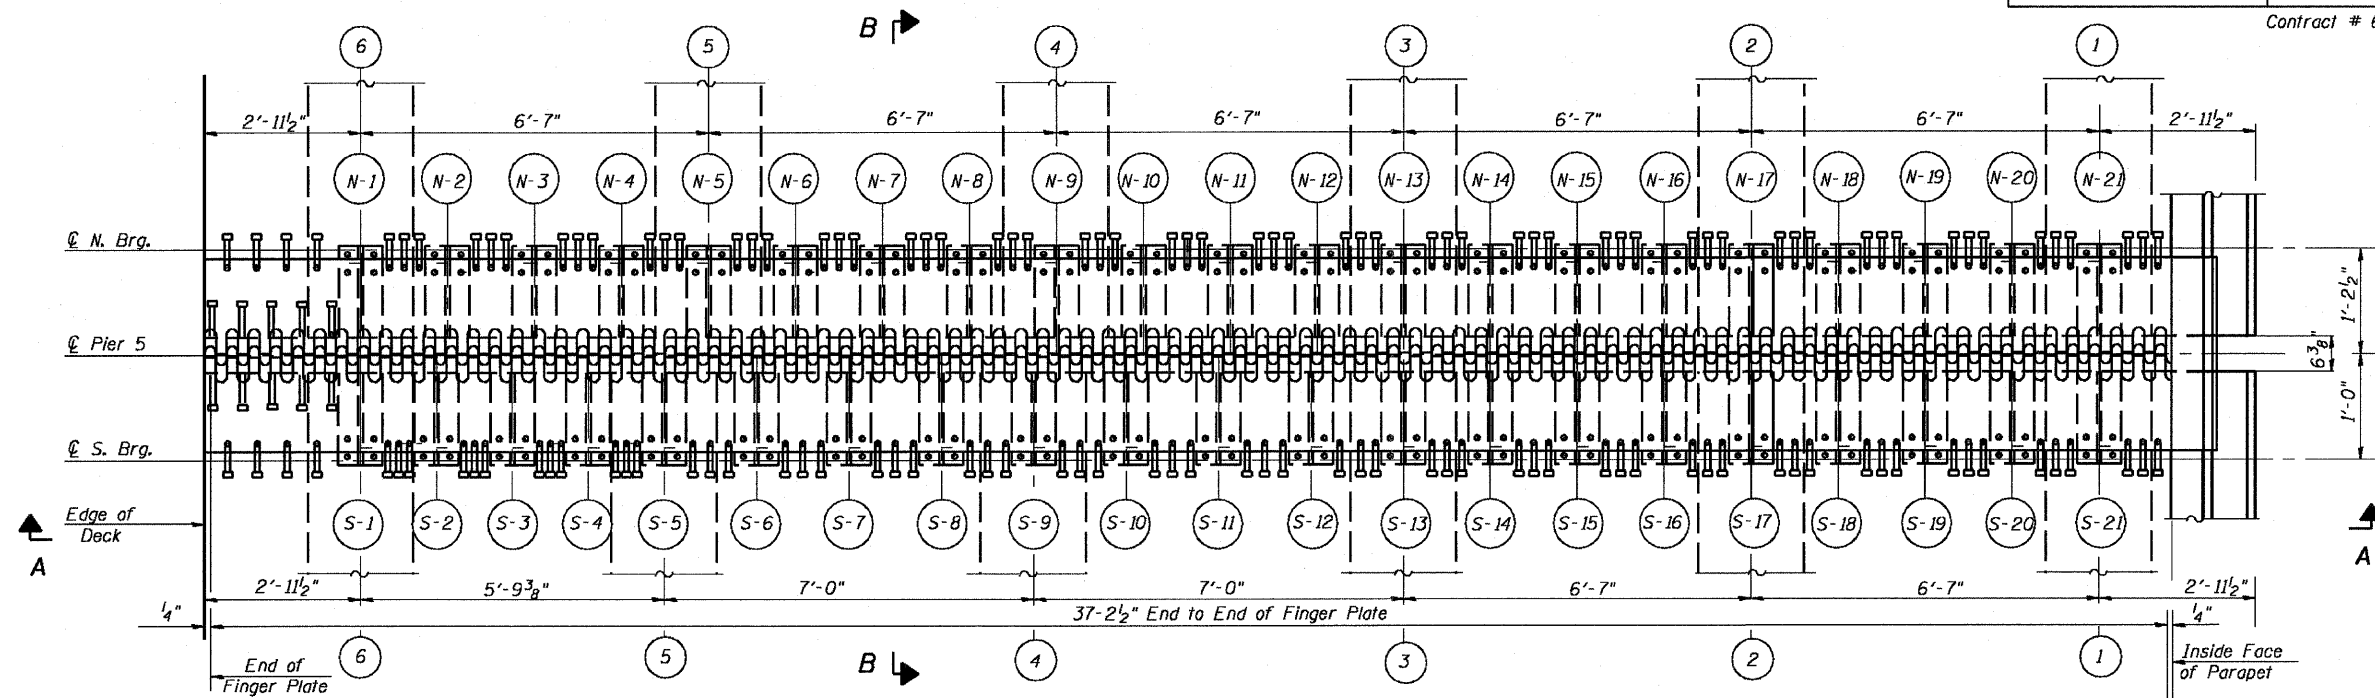 Contract # 6
B
6
5
4
3
2
1
2'-11½"
6'-7"
6'-7"
6'-7"
6'-7"
6'-7"
2'-11½"
N-1
N-2
N-3
N-4
N-5
N-6
N-7
N-8
N-9
N-10
N-11
N-12
N-13
N-14
N-15
N-16
N-17
N-18
N-19
N-20
N-21
℄ N. Brg.
1'-2½"
℄ Pier 5
6⅜"
1'-0"
℄ S. Brg.
Edge of
Deck
S-1
S-2
S-3
S-4
S-5
S-6
S-7
S-8
S-9
S-10
S-11
S-12
S-13
S-14
S-15
S-16
S-17
S-18
S-19
S-20
S-21
A
A
2'-11½"
5'-9⅜"
7'-0"
7'-0"
6'-7"
6'-7"
2'-11½"
¼"
37-2½" End to End of Finger Plate
¼"
End of
Finger Plate
6
5
B
4
3
2
1
Inside Face
of Parapet